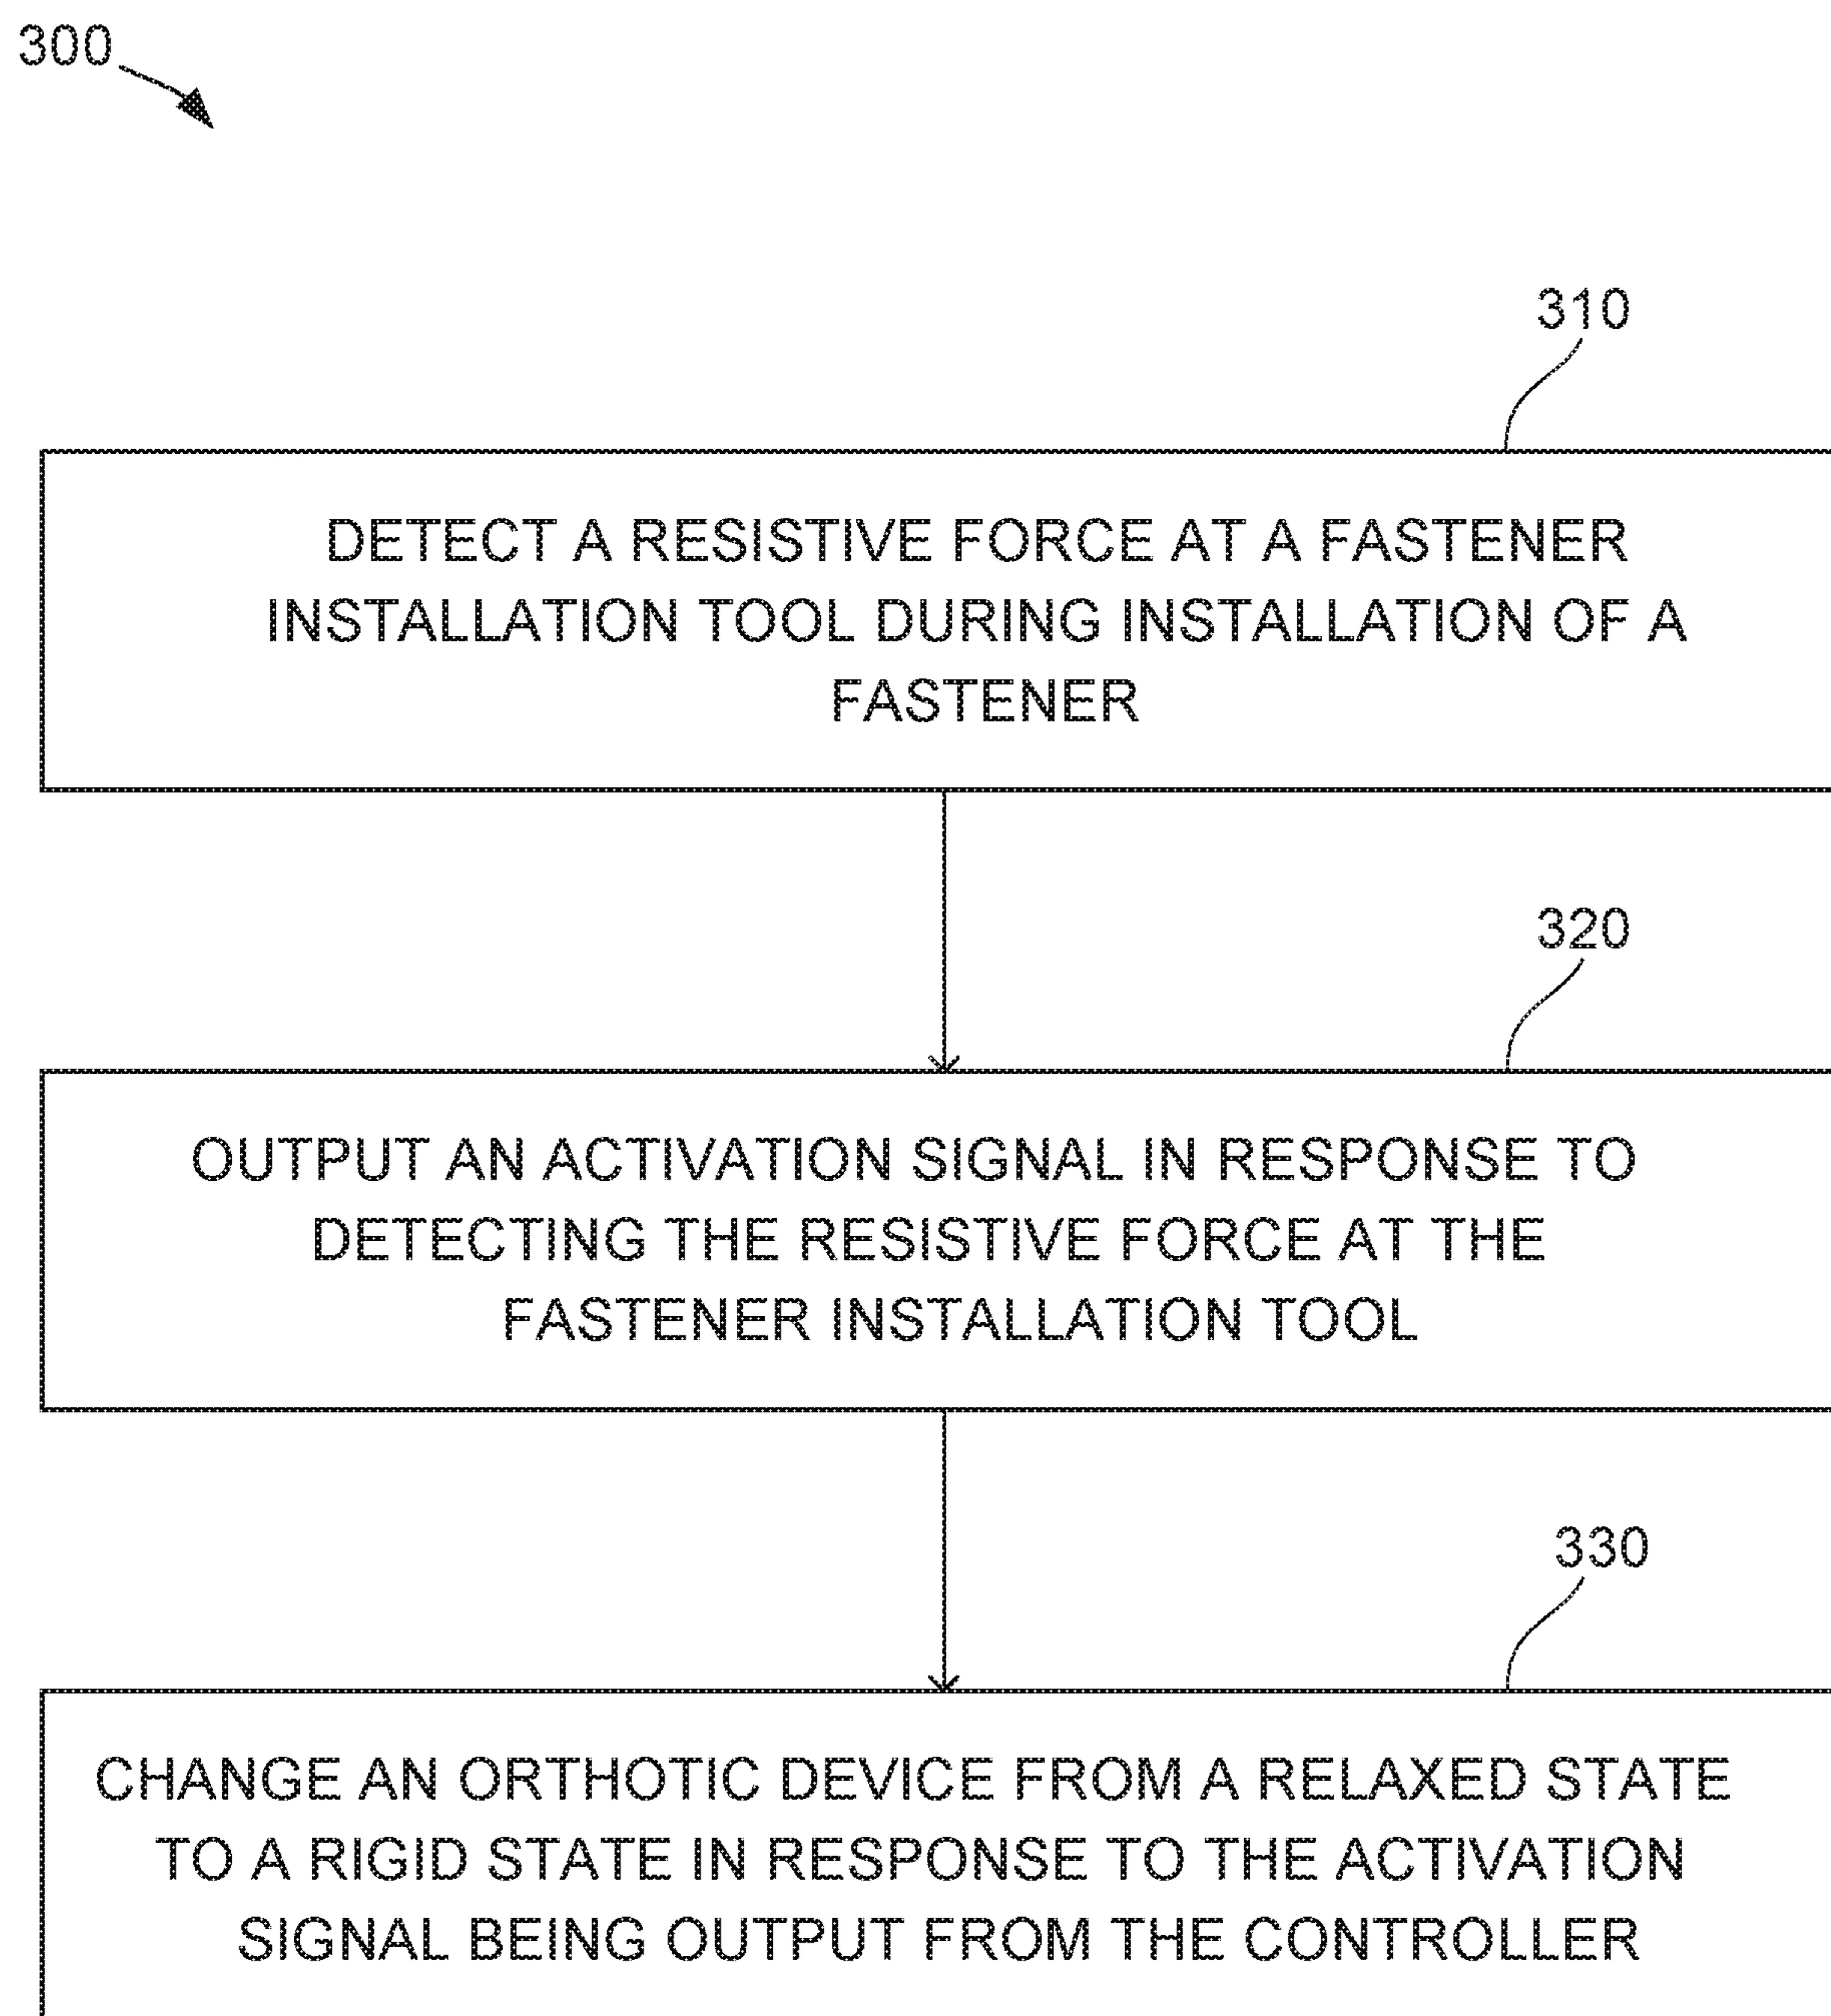 300
310
DETECT A RESISTIVE FORCE AT A FASTENER
INSTALLATION TOOL DURING INSTALLATION OF A
FASTENER
320
OUTPUT AN ACTIVATION SIGNAL IN RESPONSE TO
DETECTING THE RESISTIVE FORCE AT THE
FASTENER INSTALLATION TOOL
330
CHANGE AN ORTHOTIC DEVICE FROM A RELAXED STATE
TO A RIGID STATE IN RESPONSE TO THE ACTIVATION
SIGNAL BEING OUTPUT FROM THE CONTROLLER